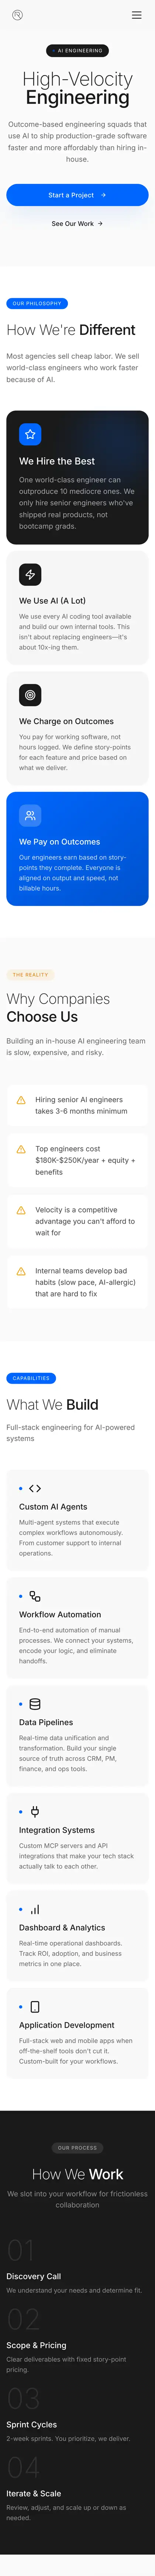 AI ENGINEERING
High-Velocity
Engineering
Outcome-based engineering squads that
use AI to ship production-grade software
faster and more affordably than hiring in-
house.
Start a Project →
See Our Work →
OUR PHILOSOPHY
How We're Different
Most agencies sell cheap labor. We sell
world-class engineers who work faster
because of AI.
We Hire the Best
One world-class engineer can
outproduce 10 mediocre ones. We
only hire senior engineers who've
shipped real products, not
bootcamp grads.
We Use AI (A Lot)
We use every AI coding tool available
and build our own internal tools. This
isn't about replacing engineers—it's
about 10x-ing them.
We Charge on Outcomes
You pay for working software, not
hours logged. We define story-points
for each feature and price based on
what we deliver.
We Pay on Outcomes
Our engineers earn based on story-
points they complete. Everyone is
aligned on output and speed, not
billable hours.
THE REALITY
Why Companies
Choose Us
Building an in-house AI engineering team
is slow, expensive, and risky.
Hiring senior AI engineers
takes 3-6 months minimum
Top engineers cost
$180K-$250K/year + equity +
benefits
Velocity is a competitive
advantage you can't afford to
wait for
Internal teams develop bad
habits (slow pace, AI-allergic)
that are hard to fix
CAPABILITIES
What We Build
Full-stack engineering for AI-powered
systems
Custom AI Agents
Multi-agent systems that execute
complex workflows autonomously.
From customer support to internal
operations.
Workflow Automation
End-to-end automation of manual
processes. We connect your systems,
encode your logic, and eliminate
handoffs.
Data Pipelines
Real-time data unification and
transformation. Build your single
source of truth across CRM, PM,
finance, and ops tools.
Integration Systems
Custom MCP servers and API
integrations that make your tech stack
actually talk to each other.
Dashboard & Analytics
Real-time operational dashboards.
Track ROI, adoption, and business
metrics in one place.
Application Development
Full-stack web and mobile apps when
off-the-shelf tools don't cut it.
Custom-built for your workflows.
OUR PROCESS
How We Work
We slot into your workflow for frictionless
collaboration
01
Discovery Call
We understand your needs and determine fit.
02
Scope & Pricing
Clear deliverables with fixed story-point
pricing.
03
Sprint Cycles
2-week sprints. You prioritize, we deliver.
04
Iterate & Scale
Review, adjust, and scale up or down as
needed.